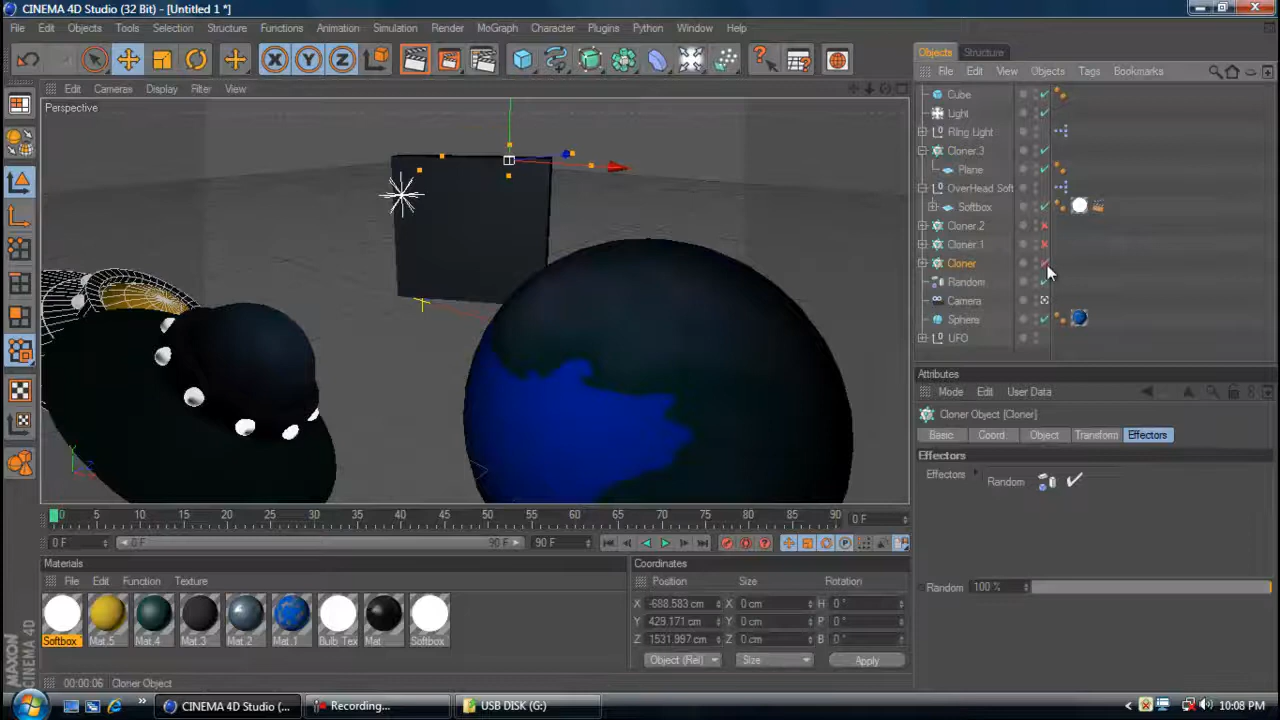 CINEMA 4D Studio (32 Bit) - [Untitled 1 *]
File Edit Objects Tools Selection Structure Functions Animation Simulation Render MoGraph Character Plugins Python Window Help
X Y Z
Objects Structure
File Edit View Objects Tags Bookmarks
Edit Cameras Display Filter View
Perspective
Cube
Light
RIng Light
Cloner.3
Plane
OverHead Soft
Softbox
Cloner.2
Cloner.1
Cloner
Random
Camera
Sphere
UFO
Attributes
Mode Edit User Data
Cloner Object [Cloner]
Basic Coord Object Transform Effectors
Effectors
Effectors Random
Random 100 %
0 5 10 15 20 25 30 35 40 45 50 55 60 65 70 75 80 85 90 0 F
0 F 0 F 90 F 90 F
Materials
File Edit Function Texture
Softbox Mat.5 Mat.4 Mat.3 Mat.2 Mat.1 Bulb Tex Mat Softbox
Coordinates
Position Size Rotation
X -688.583 cm X 0 cm H 0 °
Y 429.171 cm Y 0 cm P 0 °
Z 1531.997 cm Z 0 cm B 0 °
Object (Rel) Size Apply
MAXON
CINEMA 4D
00:00:06 Cloner Object
CINEMA 4D Studio (... Recording... USB DISK (G:) 10:08 PM